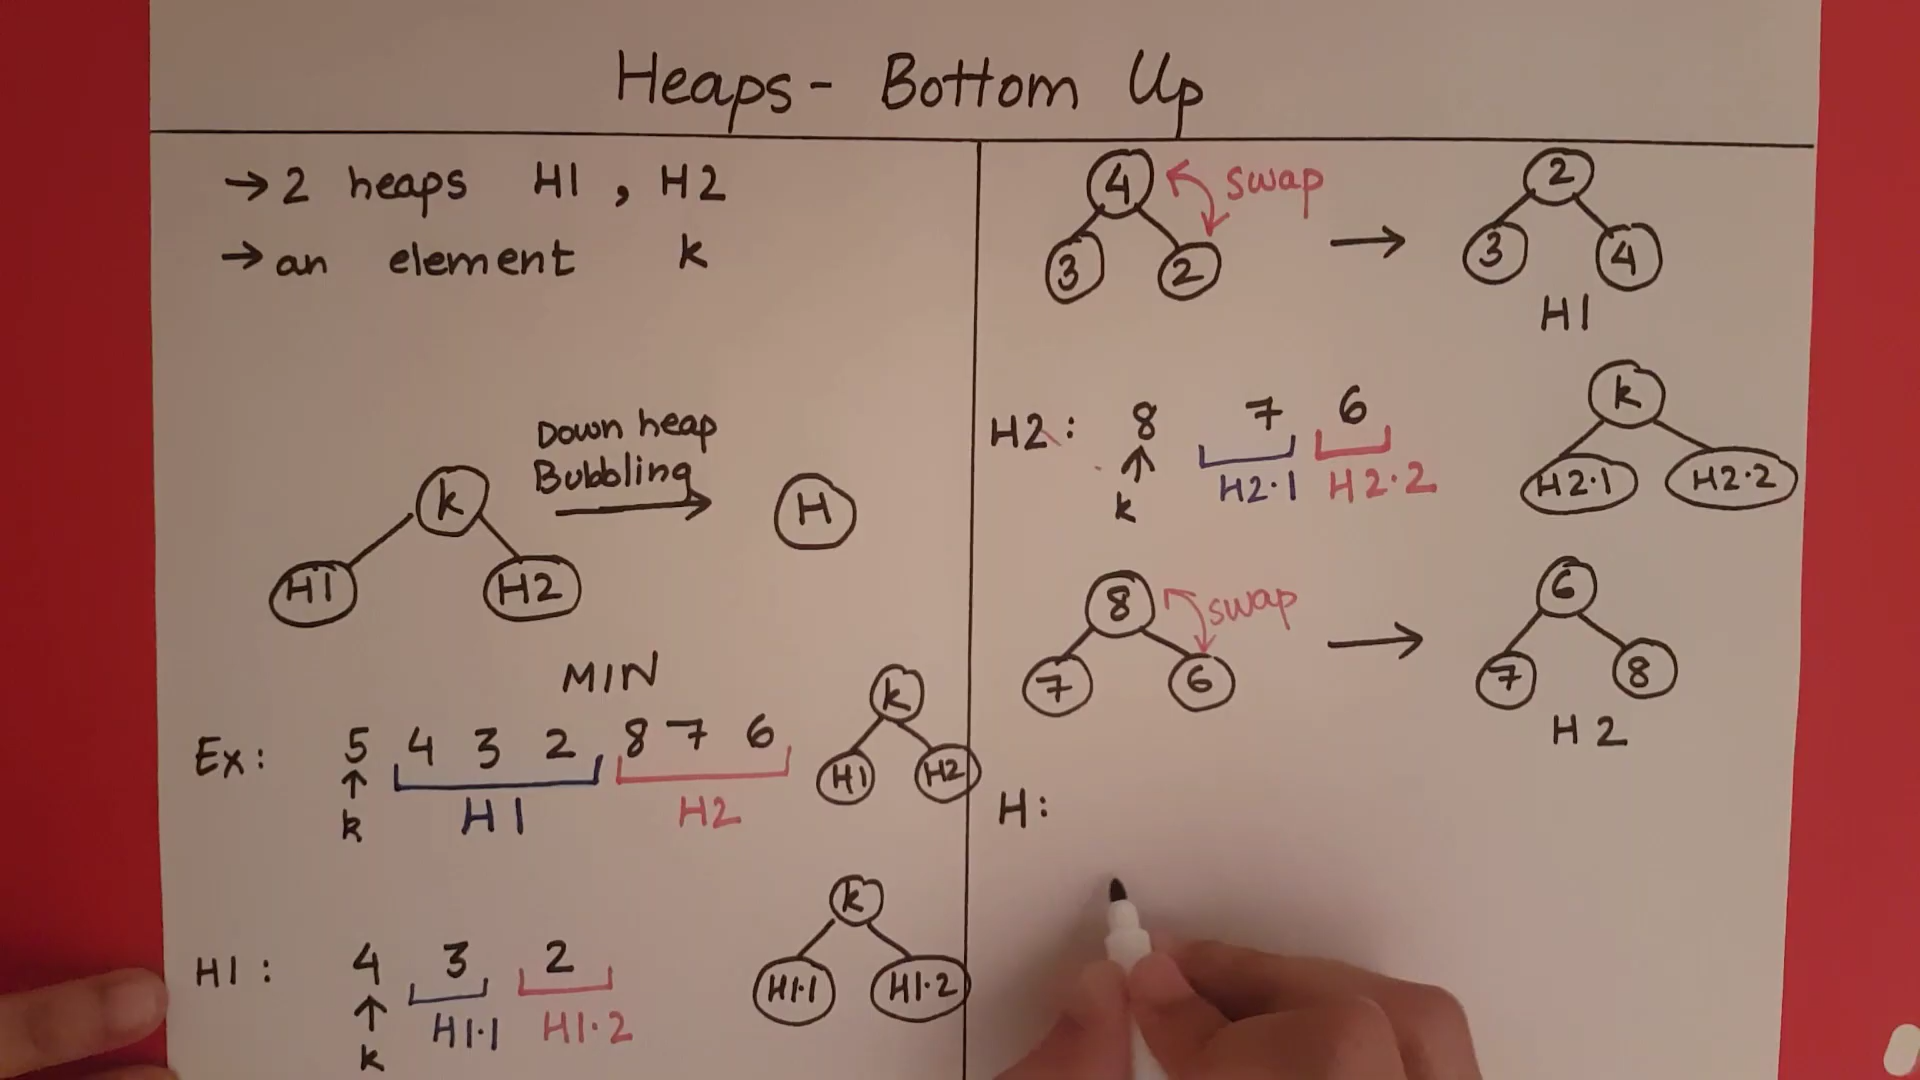 Heaps - Bottom Up
→ 2 heaps H1 , H2
→ an element k
Down heap
Bubbling
k
H1 H2
H
MIN
Ex: 5 4 3 2 8 7 6
k H1 H2
k
H1 H2
H1: 4 3 2
k H1.1 H1.2
k
H1.1 H1.2
4 swap
3 2
→
2
3 4
H1
H2: 8 7 6
k H2.1 H2.2
k
H2.1 H2.2
8 swap
7 6
→
6
7 8
H2
H: